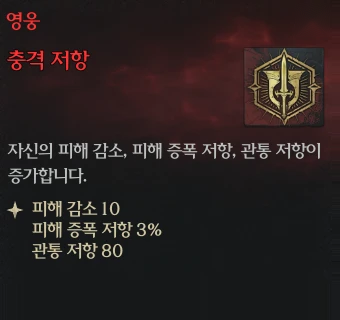 영웅
충격 저항
자신의 피해 감소, 피해 증폭 저항, 관통 저항이
증가합니다.
피해 감소 10
피해 증폭 저항 3%
관통 저항 80